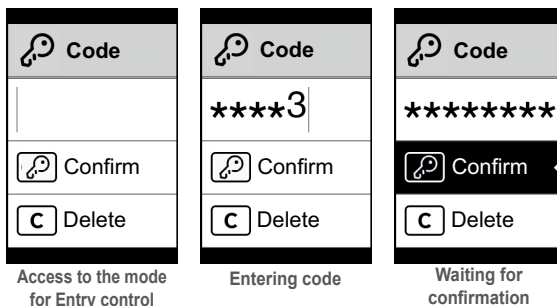 Code
Confirm
C Delete
Access to the mode
for Entry control
Code
****3
Confirm
C Delete
Entering code
Code
********
Confirm
C Delete
Waiting for
confirmation